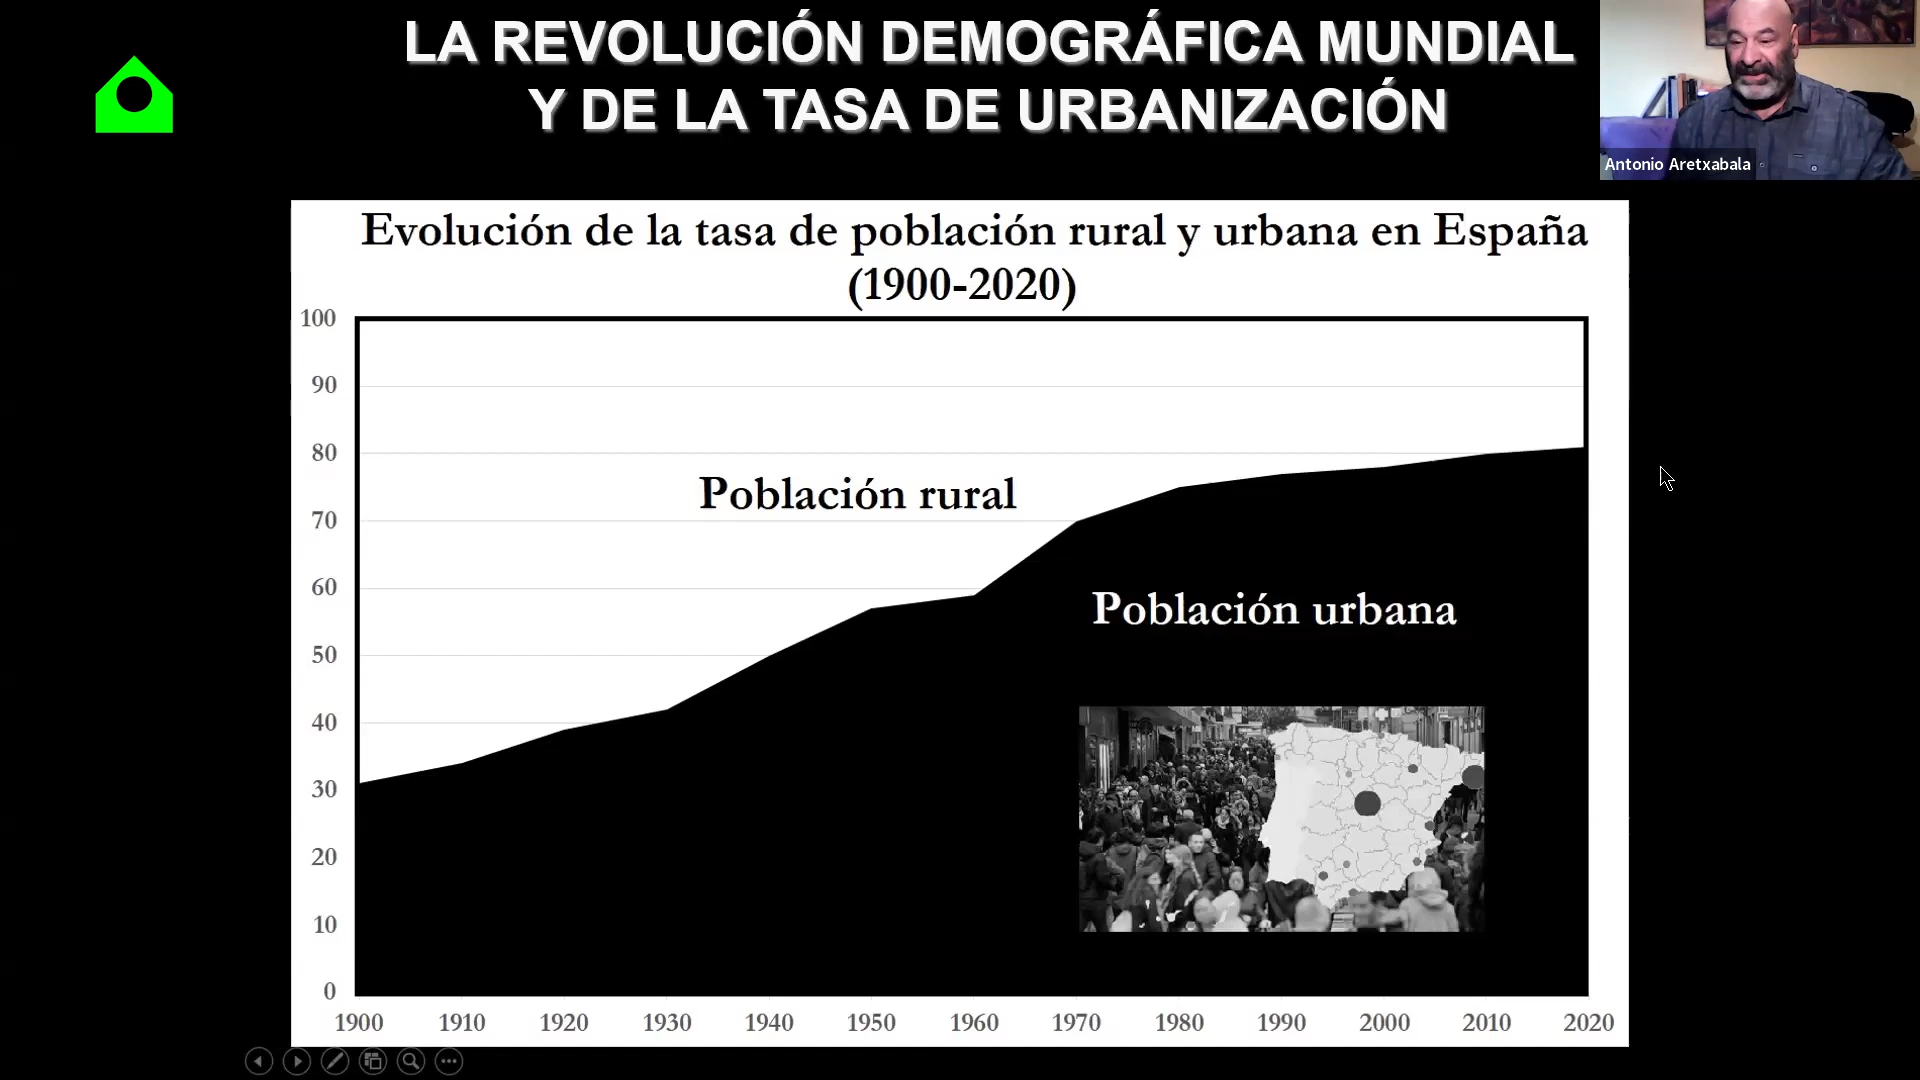 LA REVOLUCIÓN DEMOGRÁFICA MUNDIAL
Y DE LA TASA DE URBANIZACIÓN
Antonio Aretxabala
Evolución de la tasa de población rural y urbana en España
(1900-2020)
100
90
80
70
60
50
40
30
20
10
0
Población rural
Población urbana
1900 1910 1920 1930 1940 1950 1960 1970 1980 1990 2000 2010 2020